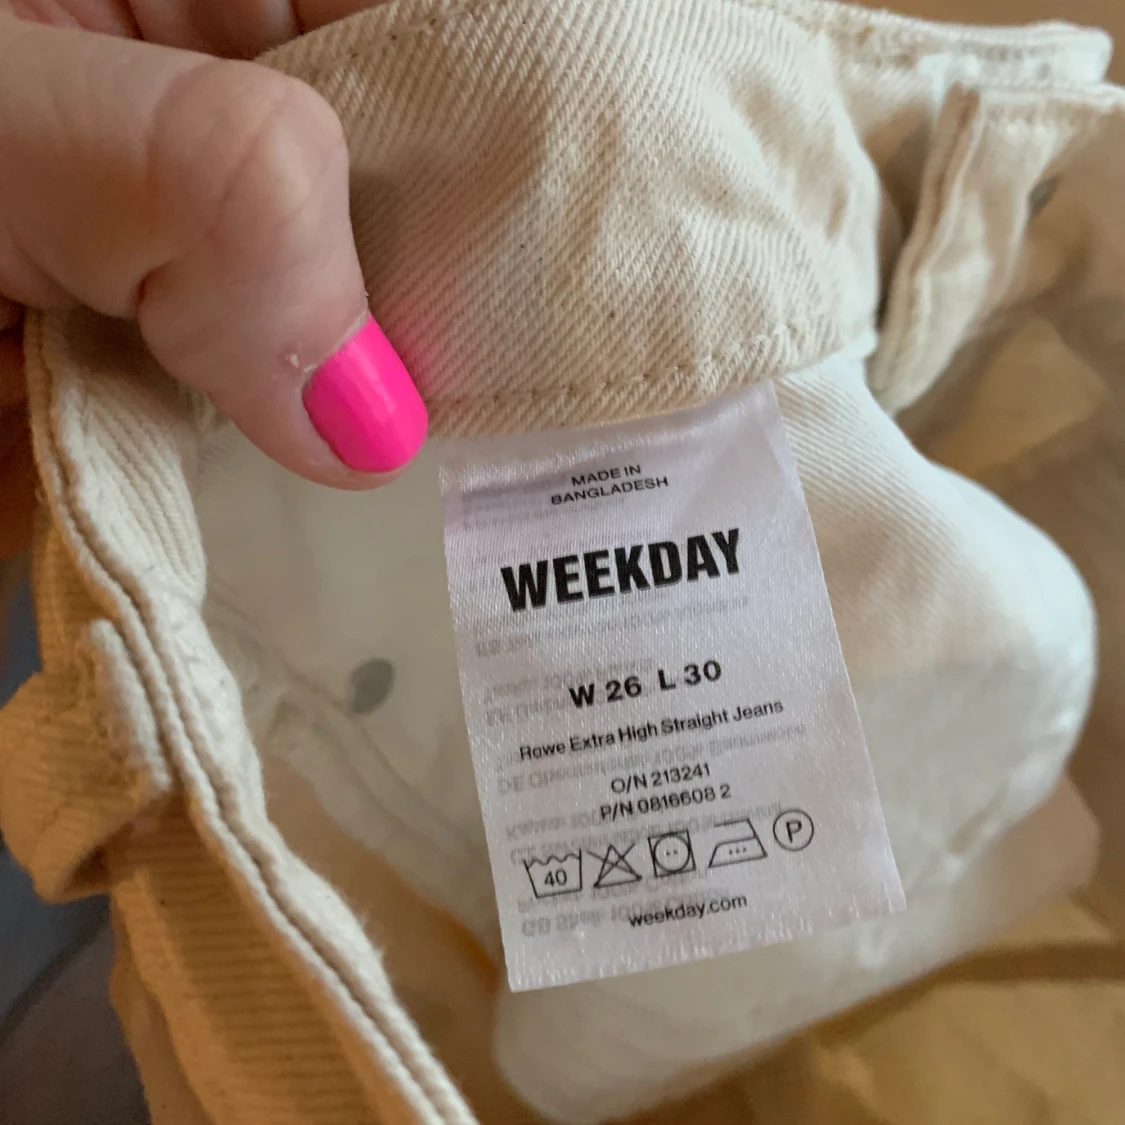 MADE IN
BANGLADESH
WEEKDAY
W 26 L 30
Rowe Extra High Straight Jeans
O/N 213241
P/N 0816608 2
40
P
weekday.com